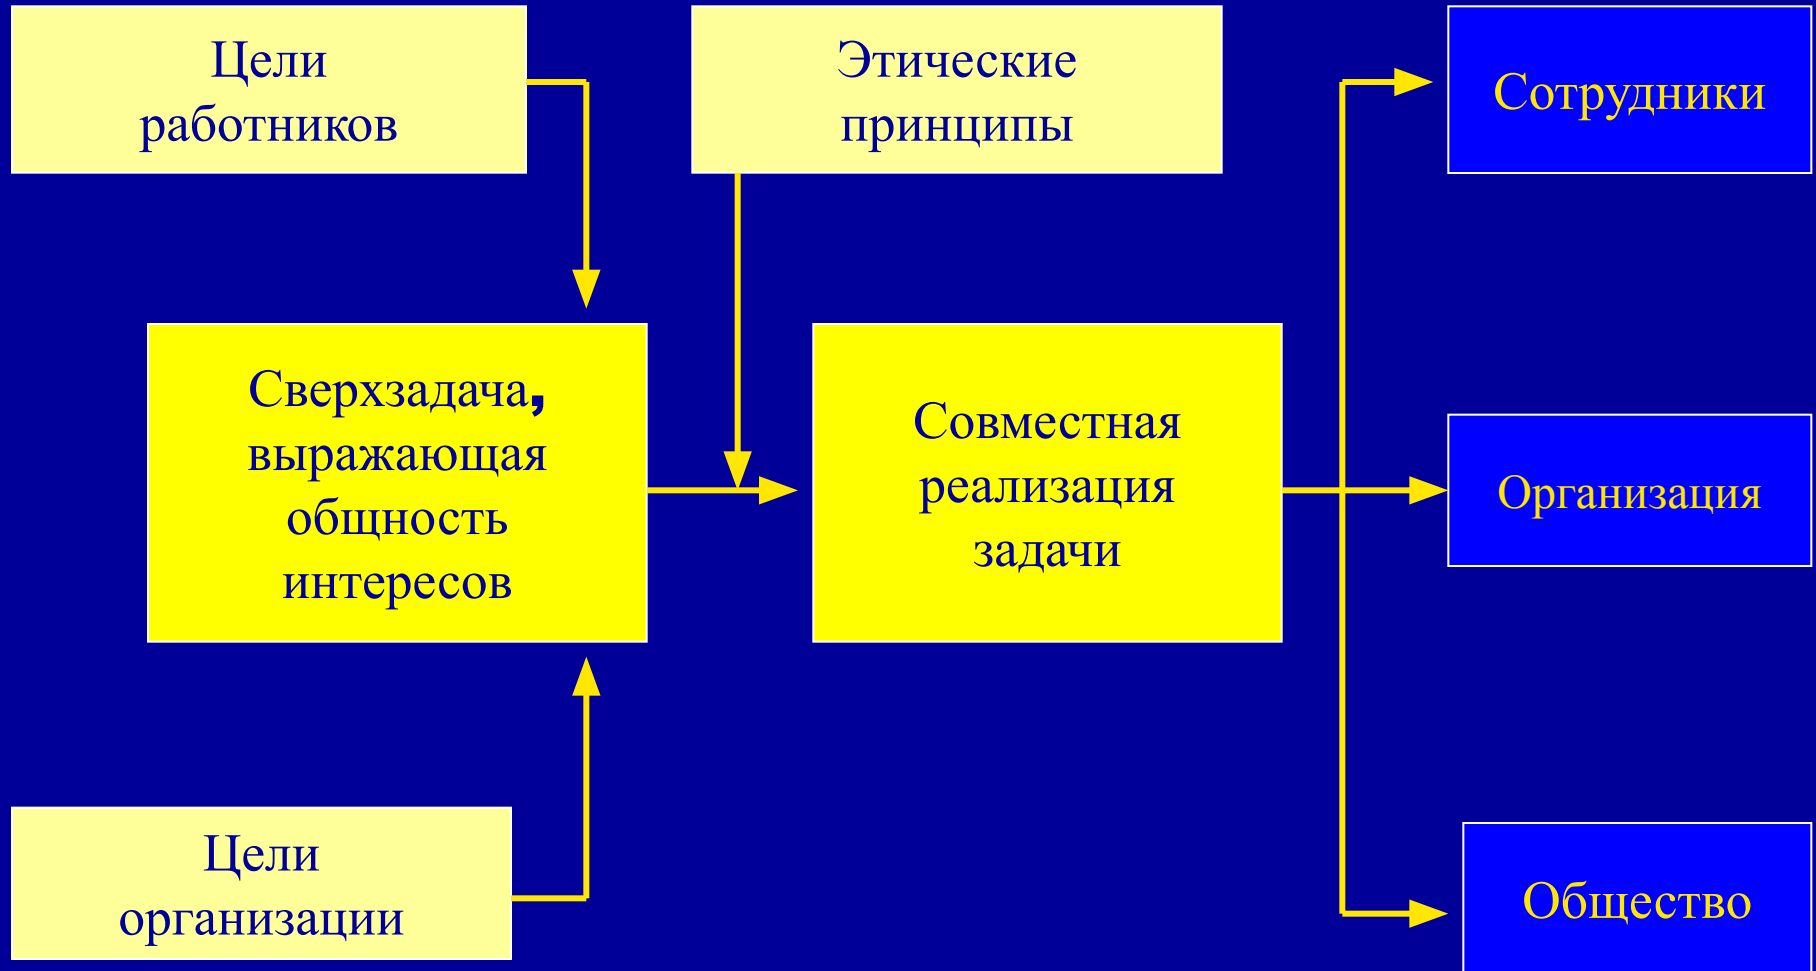 Цели
работников
Этические
принципы
Сотрудники
Сверхзадача,
выражающая
общность
интересов
Совместная
реализация
задачи
Организация
Цели
организации
Общество